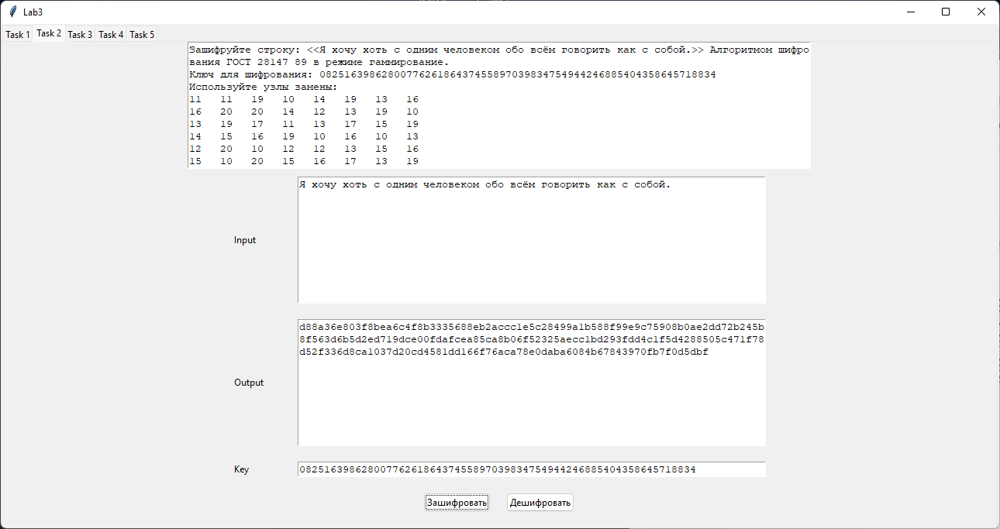 Lab3
Task 1 Task 2 Task 3 Task 4 Task 5
Зашифруйте строку: <<Я хочу хоть с одним человеком обо всём говорить как с собой.>> Алгоритмом шифро
вания ГОСТ 28147 89 в режиме гаммирование.
Ключ для шифрования: 0825163986280077626186437455897039834754944246885404358645718834
Используйте узлы замены:
11 11 19 10 14 19 13 16
16 20 20 14 12 13 19 10
13 19 17 11 13 17 15 19
14 15 16 19 10 16 10 13
12 20 10 12 12 13 15 16
15 10 20 15 16 17 13 19
Input
Я хочу хоть с одним человеком обо всём говорить как с собой.
Output
d88a36e803f8bea6c4f8b3335688eb2accc1e5c28499a1b588f99e9c75908b0ae2dd72b245b
8f563d6b5d2ed719dce00fdafcea85ca8b06f52325aecc1bd293fdd4c1f5d4288505c471f78
d52f336d8ca1037d20cd4581dd166f76aca78e0daba6084b67843970fb7f0d5dbf
Key
0825163986280077626186437455897039834754944246885404358645718834
Зашифровать Дешифровать